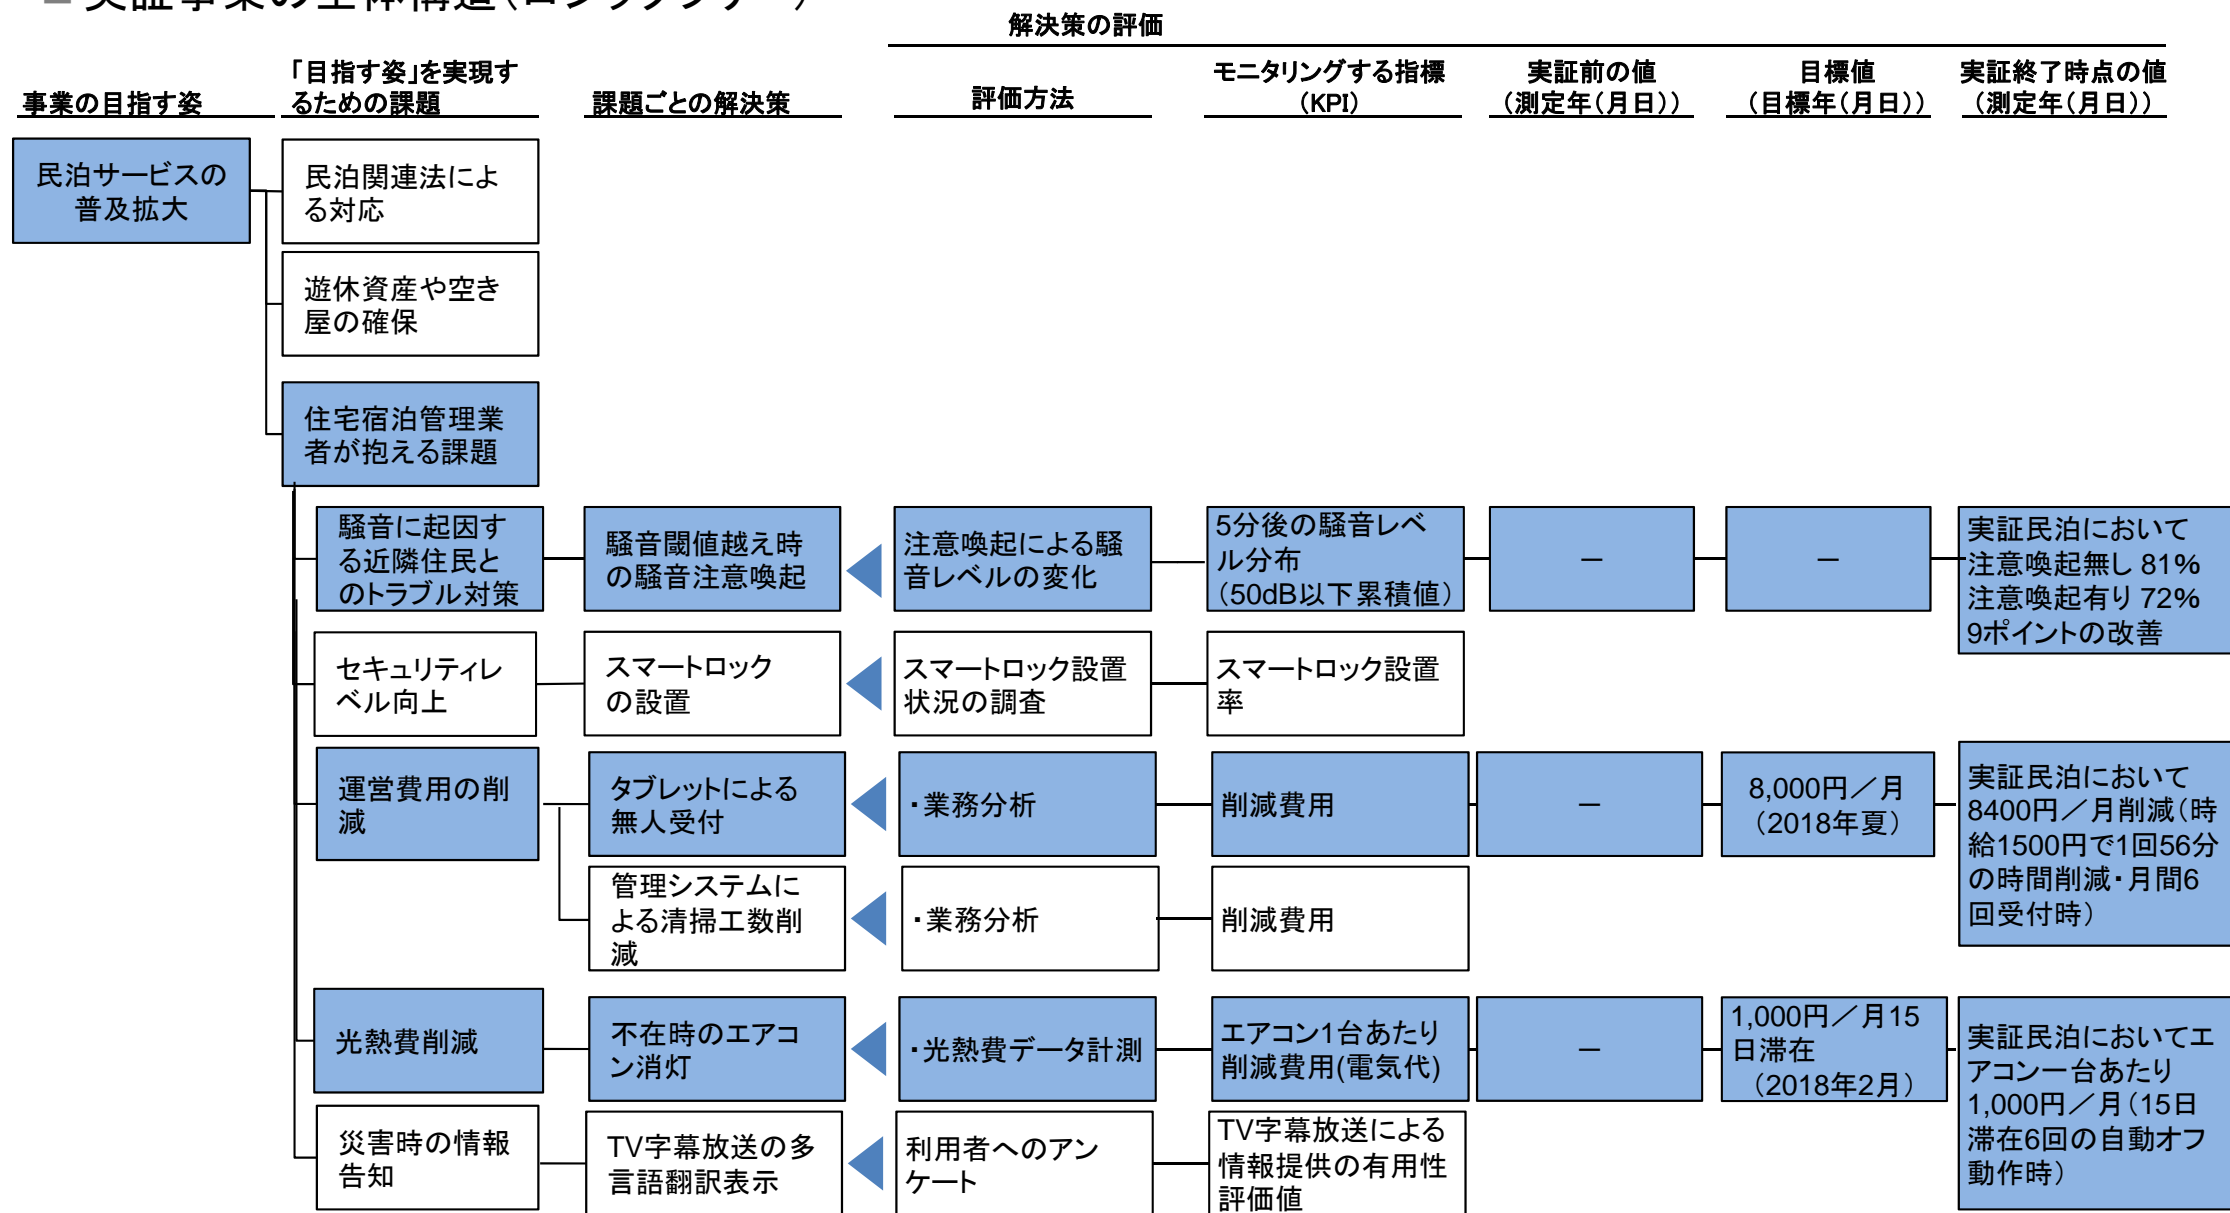 解決策の評価
事業の目指す姿
「目指す姿」を実現す
るための課題
課題ごとの解決策
評価方法
モニタリングする指標
（KPI）
実証前の値
（測定年（月日））
目標値
（目標年（月日））
実証終了時点の値
（測定年（月日））
民泊サービスの
普及拡大
民泊関連法によ
る対応
遊休資産や空き
屋の確保
住宅宿泊管理業
者が抱える課題
騒音に起因す
る近隣住民と
のトラブル対策
騒音閾値越え時
の騒音注意喚起
注意喚起による騒
音レベルの変化
5分後の騒音レベ
ル分布
（50dB以下累積値）
－
－
実証民泊において
注意喚起無し 81%
注意喚起有り 72%
9ポイントの改善
セキュリティレ
ベル向上
スマートロック
の設置
スマートロック設置
状況の調査
スマートロック設置
率
運営費用の削
減
タブレットによる
無人受付
・業務分析
削減費用
－
8,000円／月
（2018年夏）
実証民泊において
8400円／月削減（時
給1500円で1回56分
の時間削減・月間6
回受付時）
管理システムに
よる清掃工数削
減
・業務分析
削減費用
光熱費削減
不在時のエアコ
ン消灯
・光熱費データ計測
エアコン1台あたり
削減費用(電気代)
－
1,000円／月15
日滞在
（2018年2月）
実証民泊においてエ
アコン一台あたり
1,000円／月（15日
滞在6回の自動オフ
動作時）
災害時の情報
告知
TV字幕放送の多
言語翻訳表示
利用者へのアン
ケート
TV字幕放送による
情報提供の有用性
評価値